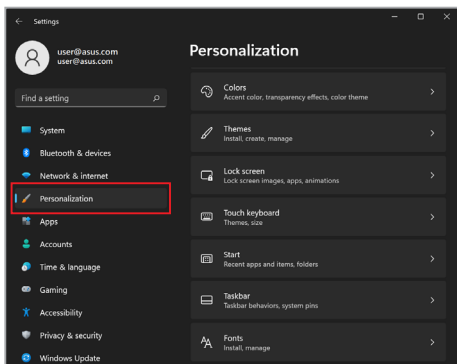 Settings
user@asus.com
user@asus.com
Find a setting
System
Bluetooth & devices
Network & internet
Personalization
Apps
Accounts
Time & language
Gaming
Accessibility
Privacy & security
Windows Update
Personalization
Colors
Accent color, transparency effects, color theme
Themes
Install, create, manage
Lock screen
Lock screen images, apps, animations
Touch keyboard
Themes, size
Start
Recent apps and items, folders
Taskbar
Taskbar behaviors, system pins
Fonts
Install, manage